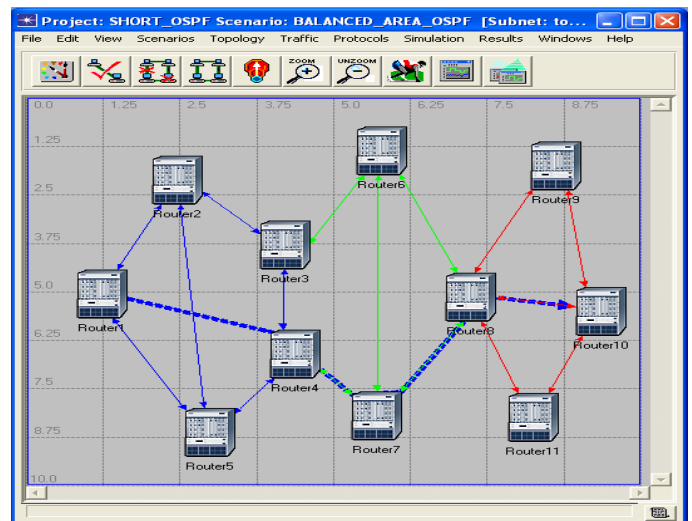 Project: SHORT_OSPF Scenario: BALANCED_AREA_OSPF [Subnet: to...
File Edit View Scenarios Topology Traffic Protocols Simulation Results Windows Help
ZOOM UNZOOM
0.0 1.25 2.5 3.75 5.0 6.25 7.5 8.75
1.25
Router6
Router9
2.5
Router2
3.75
Router3
5.0
Router1
Router8
Router10
6.25
Router4
7.5
8.75
Router7
Router11
Router5
10.0